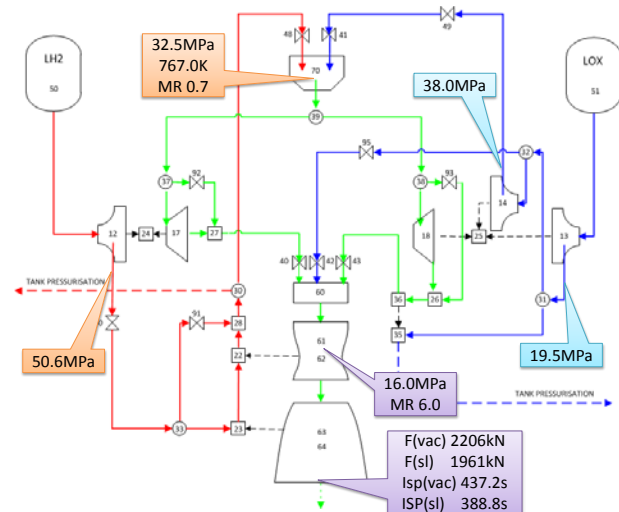 48
41
49
32.5MPa
767.0K
MR 0.7
LH2
50
70
LOX
51
38.0MPa
39
95
32
37
92
38
93
14
12
24
17
27
18
25
13
40
42
43
TANK PRESSURISATION
30
60
36
26
31
91
28
35
50.6MPa
22
61
62
19.5MPa
16.0MPa
MR 6.0
TANK PRESSURISATION
33
23
63
64
F(vac) 2206kN
F(sl) 1961kN
Isp(vac) 437.2s
ISP(sl) 388.8s